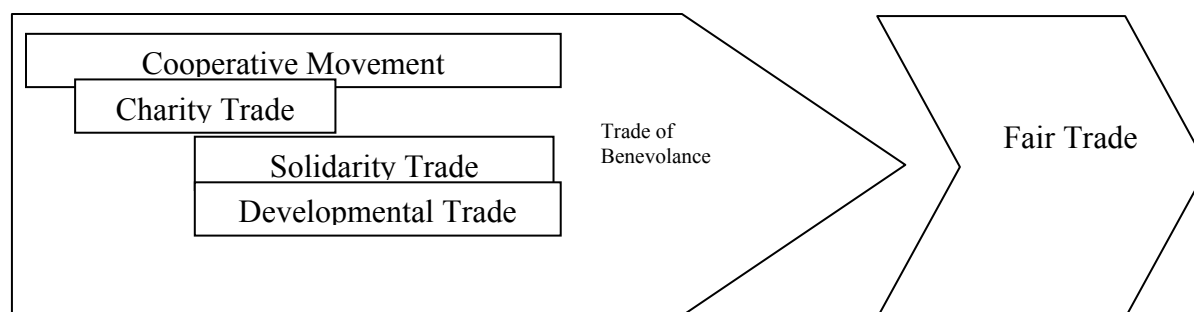 Cooperative Movement
Charity Trade
Solidarity Trade
Developmental Trade
Trade of
Benevolance
Fair Trade